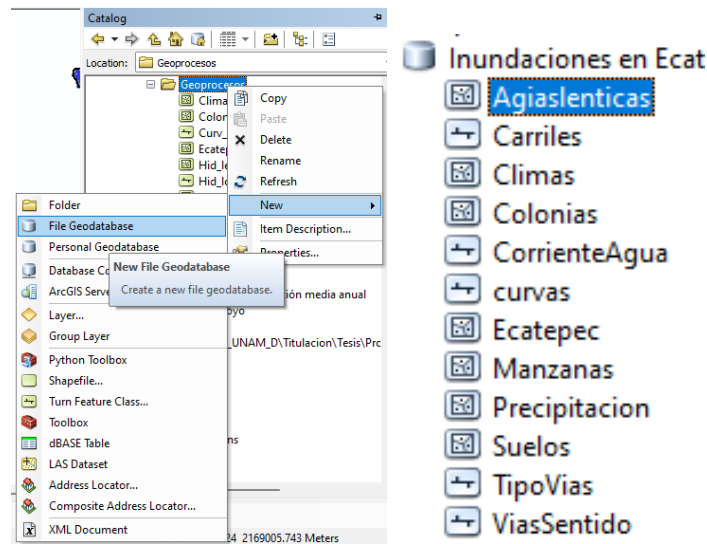 Catalog
Location: Geoprocesos
Geoprocesos
Clima
Colon
Curv_
Ecatep
Hid_le
Hid_lo
Copy
Paste
Delete
Rename
Refresh
New
Item Description...
Properties...
Folder
File Geodatabase
Personal Geodatabase
Database Co
ArcGIS Serve
Layer...
Group Layer
Python Toolbox
Shapefile...
Turn Feature Class...
Toolbox
dBASE Table
LAS Dataset
Address Locator...
Composite Address Locator...
XML Document
New File Geodatabase
Create a new file geodatabase.
ión media anual
oyo
_UNAM_D\Titulacion\Tesis\Prc
ns
24 2169005.743 Meters
Inundaciones en Ecat
Agiaslenticas
Carriles
Climas
Colonias
CorrienteAgua
curvas
Ecatepec
Manzanas
Precipitacion
Suelos
TipoVias
ViasSentido